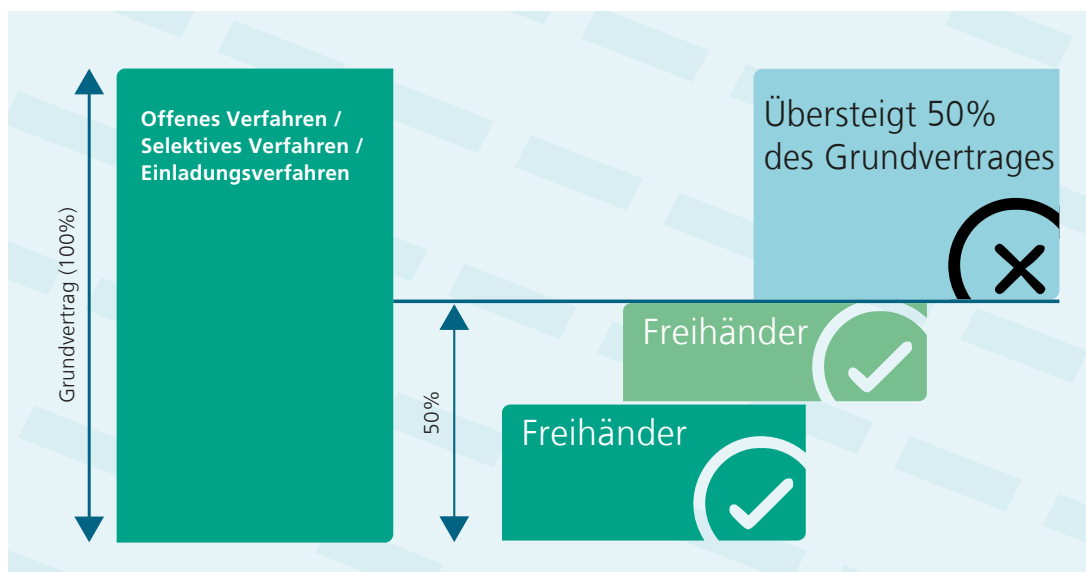 Grundvertrag (100%)
Offenes Verfahren /
Selektives Verfahren /
Einladungsverfahren
50%
Freihänder
Freihänder
Übersteigt 50%
des Grundvertrages